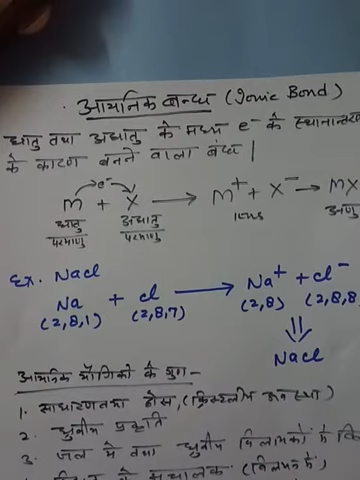 आयनिक बन्ध (Ionic Bond)
धातु तथा अधातु के मध्य e⁻ के स्थानान्तरण
के कारण बनने वाला बंध |
e⁻
M + X ⟶ M⁺ + X⁻ ⟶ MX
धातु अधातु ions अणु
परमाणु परमाणु
Ex. Nacl
Na + cl ⟶ Na⁺ + cl⁻
(2,8,1) (2,8,7) (2,8) (2,8,8
⇓
Nacl
आयनिक यौगिकों के गुण -
1. साधारणतया ठोस, (क्रिस्टलीय अवस्था)
2. ध्रुवीय प्रकृति
3. जल में तथा ध्रुवीय विलायकों में वि
के सुचालक (विलयन में)